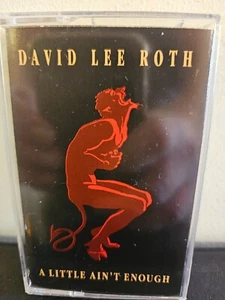 DAVID LEE ROTH
A LITTLE AIN'T ENOUGH